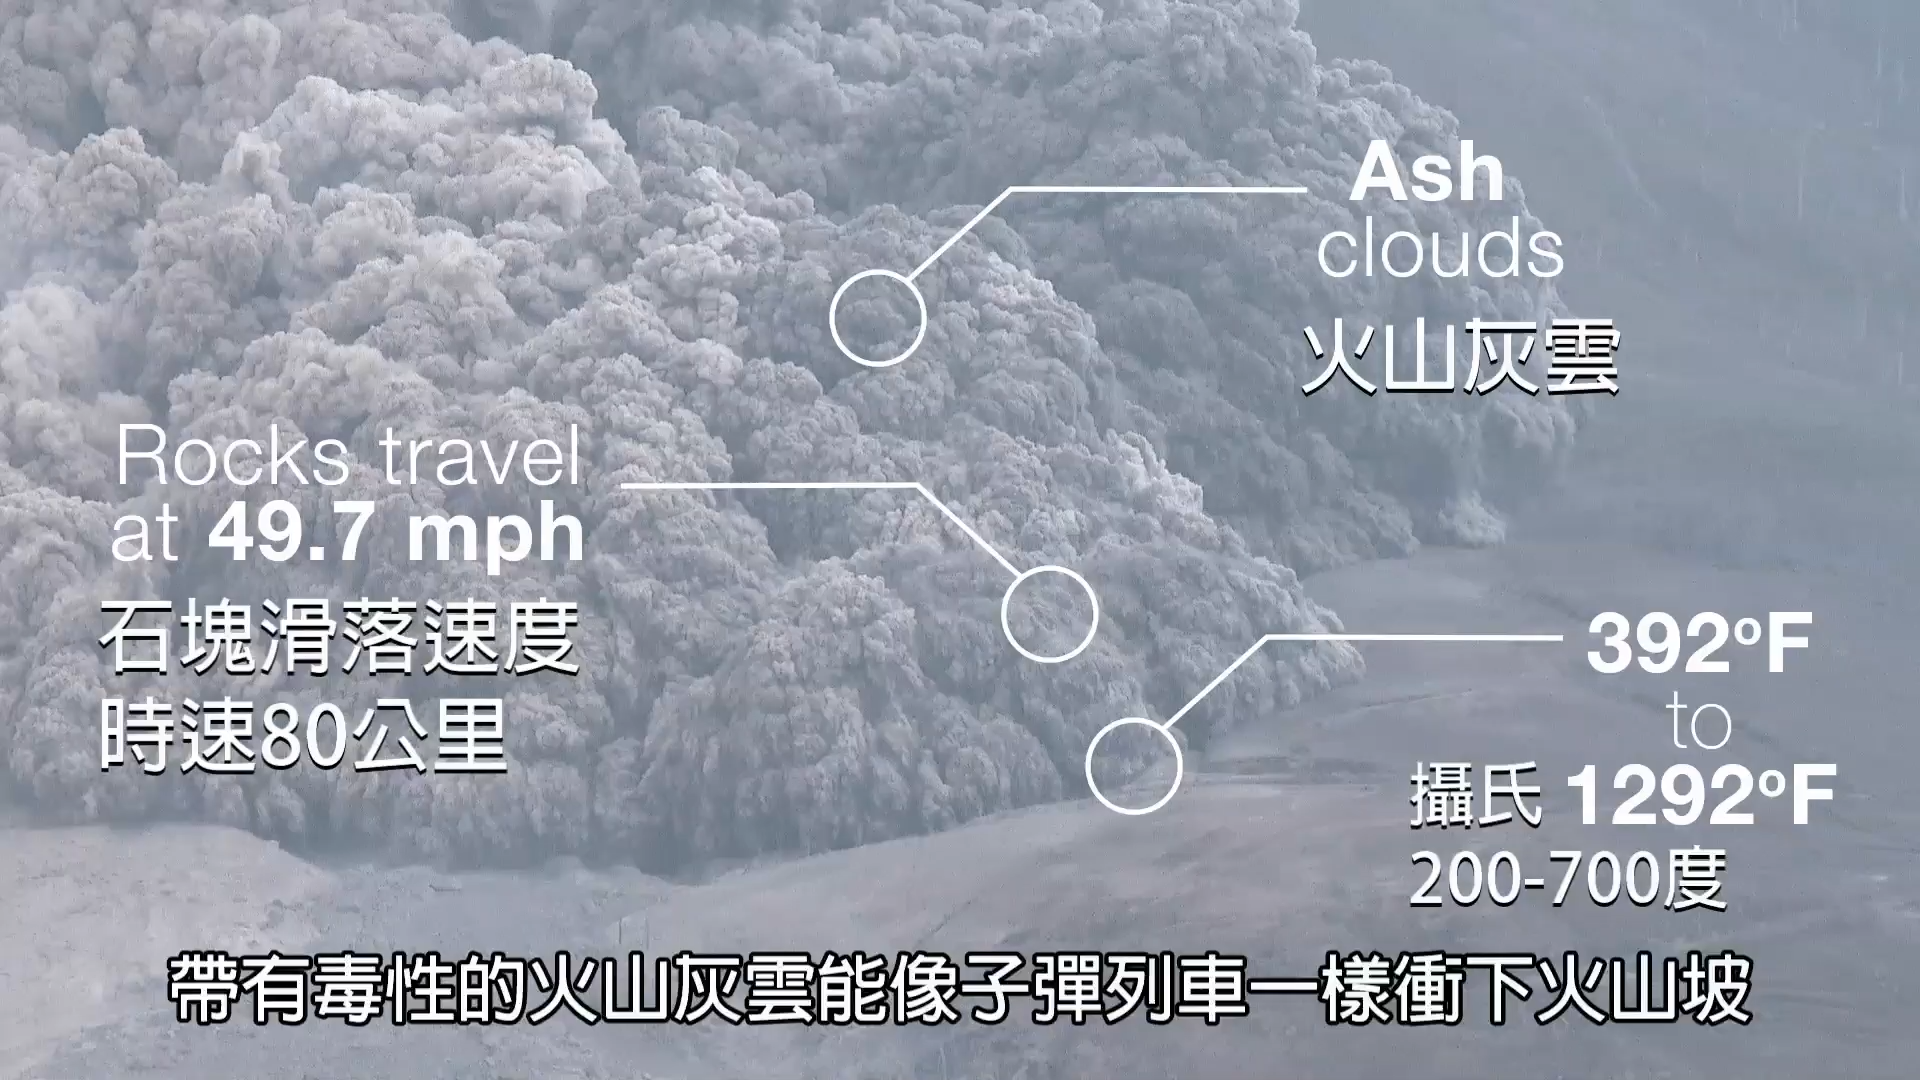 Ash
clouds
火山灰雲
Rocks travel
at 49.7 mph
石塊滑落速度
時速80公里
392ºF
to
攝氏 1292ºF
200-700度
帶有毒性的火山灰雲能像子彈列車一樣衝下火山坡